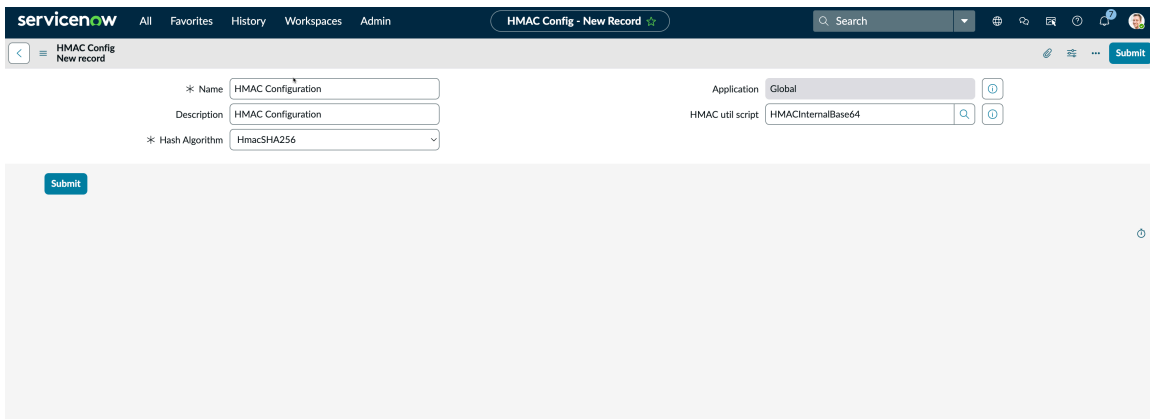 servicenow All Favorites History Workspaces Admin HMAC Config - New Record Search 7
HMAC Config
New record
Submit
Name HMAC Configuration Application Global
Description HMAC Configuration HMAC util script HMACInternalBase64
Hash Algorithm HmacSHA256
Submit